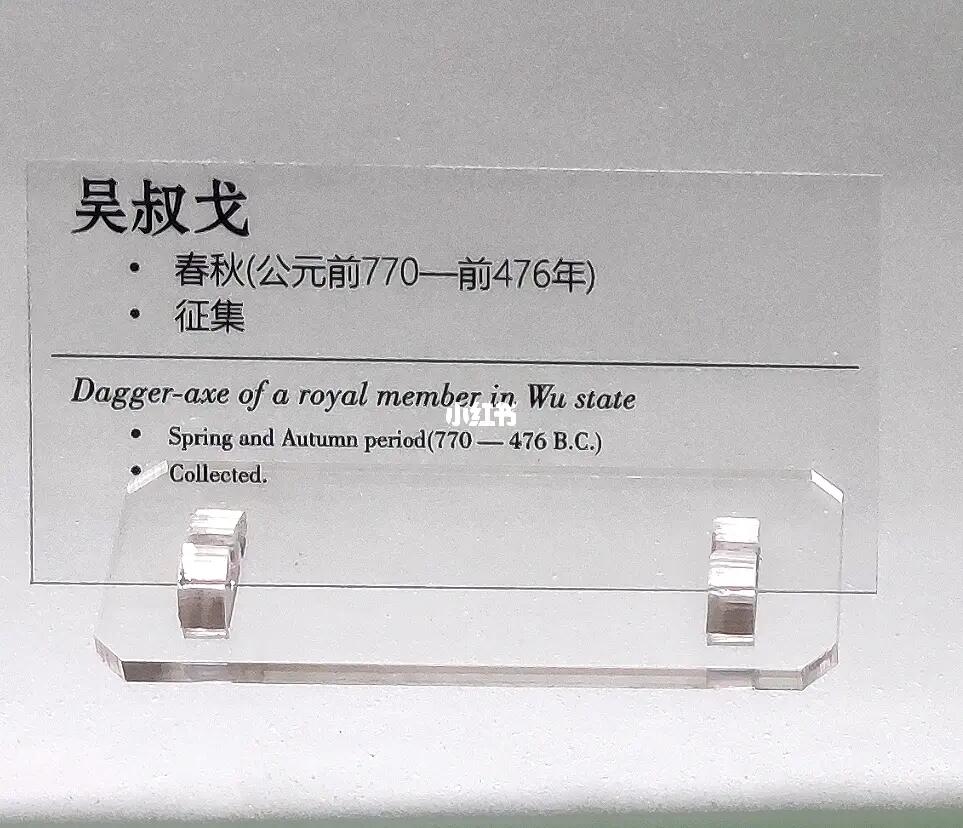 吴叔戈
• 春秋(公元前770—前476年)
• 征集
Dagger-axe of a royal member in Wu state
小红书
• Spring and Autumn period(770 — 476 B.C.)
• Collected.